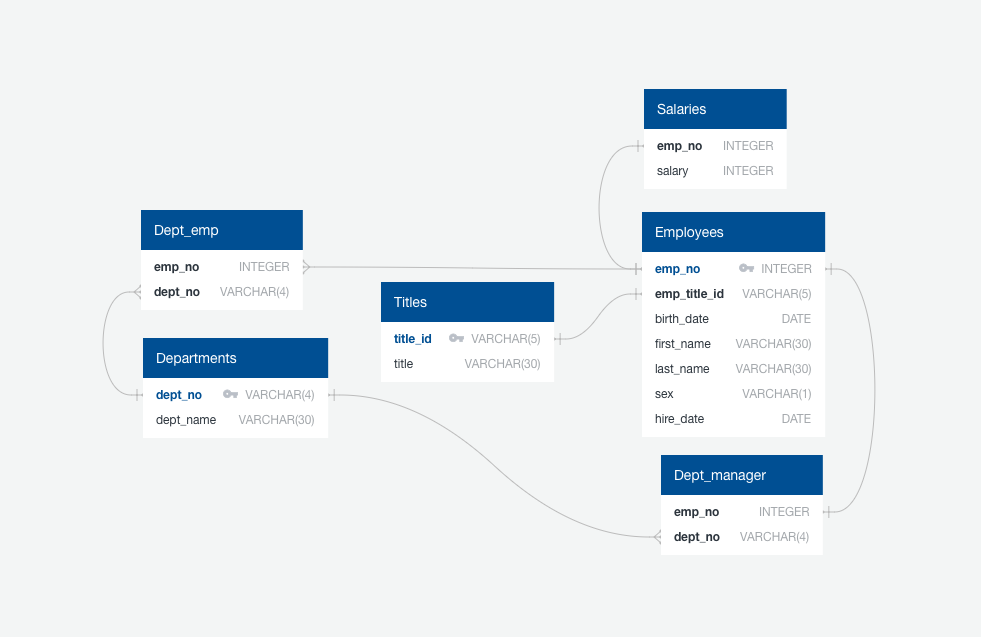 Salaries
emp_no INTEGER
salary INTEGER
Dept_emp
emp_no INTEGER
dept_no VARCHAR(4)
Employees
emp_no INTEGER
emp_title_id VARCHAR(5)
birth_date DATE
first_name VARCHAR(30)
last_name VARCHAR(30)
sex VARCHAR(1)
hire_date DATE
Titles
title_id VARCHAR(5)
title VARCHAR(30)
Departments
dept_no VARCHAR(4)
dept_name VARCHAR(30)
Dept_manager
emp_no INTEGER
dept_no VARCHAR(4)